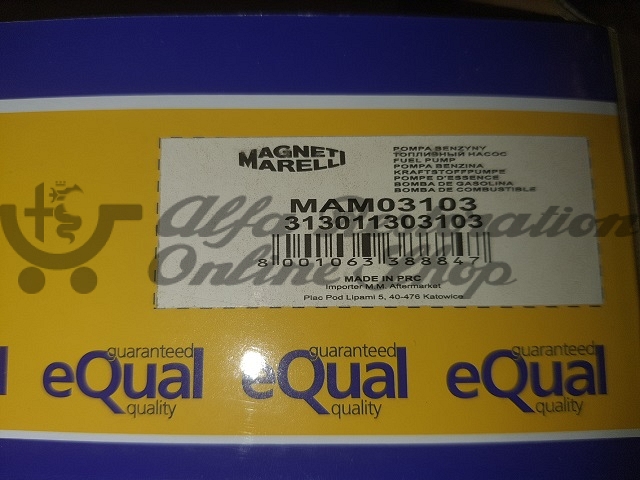 MAGNETI
MARELLI
POMPA BENZYNY
ТОПЛИВНЫЙ НАСОС
FUEL PUMP
POMPA BENZINA
KRAFTSTOFFPUMPE
POMPE D'ESSENCE
BOMBA DE GASOLINA
BOMBA DE COMBUSTIBLE
MAM03103
313011303103
8 001063 388847
MADE IN PRC
Importer M.M. Aftermarket
Plac Pod Lipami 5, 40-476 Katowice
Online Shop
guaranteed guaranteed guaranteed
eQual eQual eQual
quality quality quality